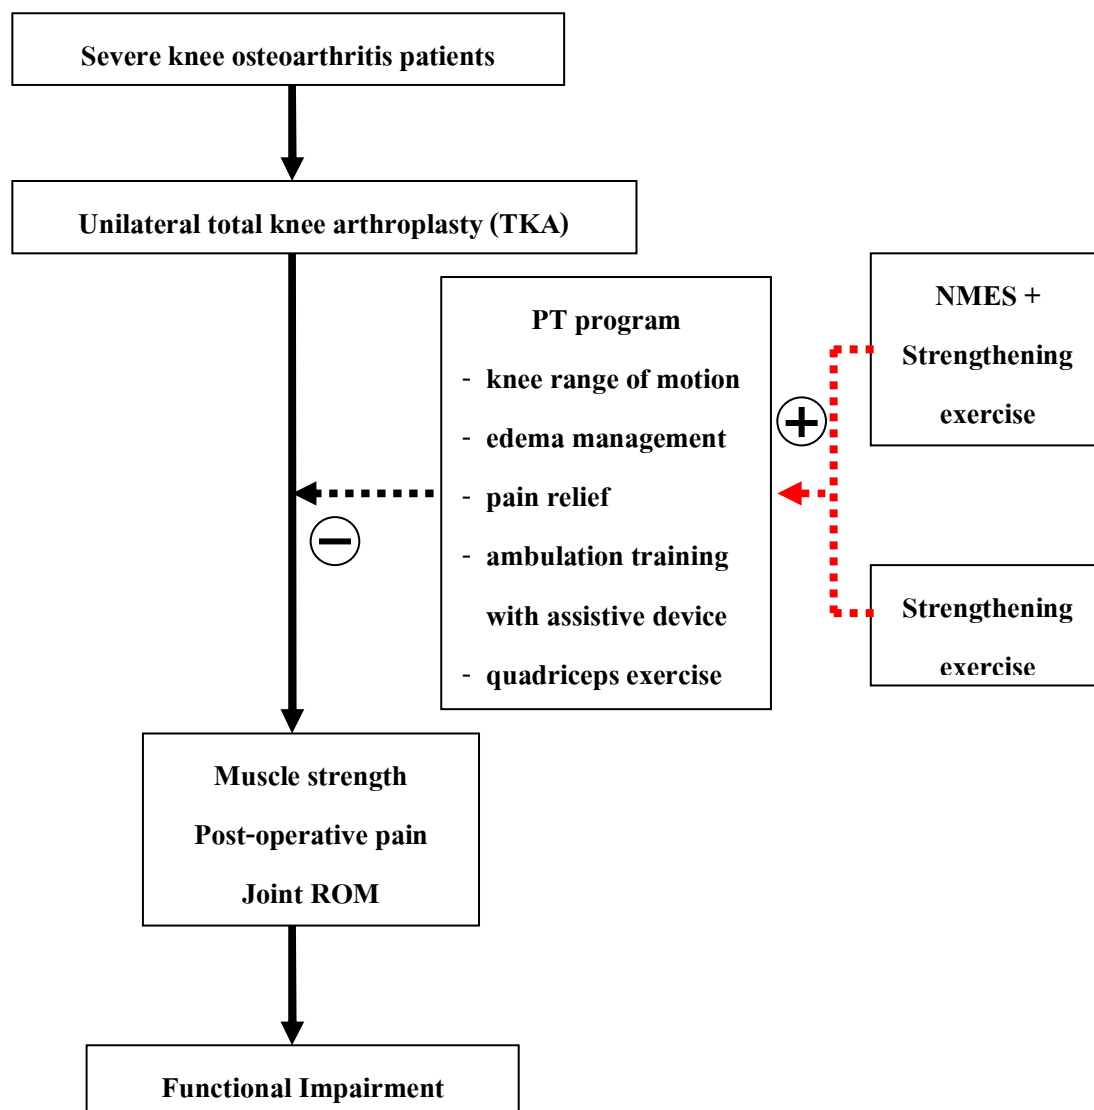 Severe knee osteoarthritis patients
Unilateral total knee arthroplasty (TKA)
PT program
- knee range of motion
- edema management
- pain relief
- ambulation training
with assistive device
- quadriceps exercise
NMES +
Strengthening
exercise
+
−
Strengthening
exercise
Muscle strength
Post-operative pain
Joint ROM
Functional Impairment